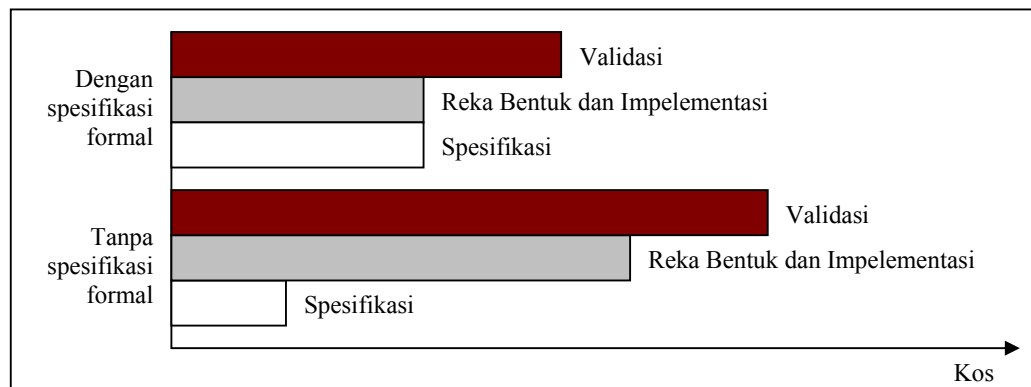 Validasi
Dengan
spesifikasi
formal
Reka Bentuk dan Impelementasi
Spesifikasi
Validasi
Tanpa
spesifikasi
formal
Reka Bentuk dan Impelementasi
Spesifikasi
Kos